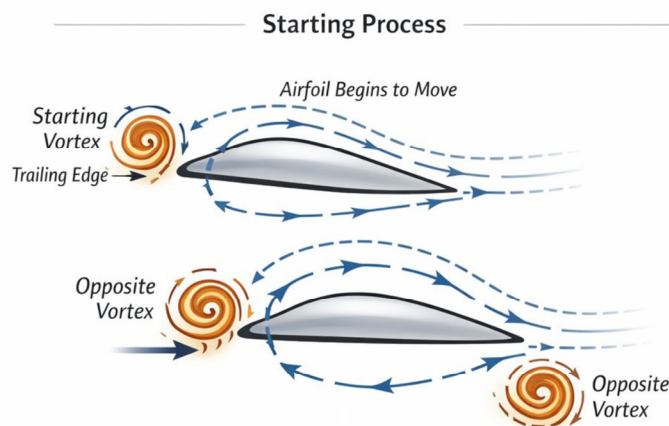 Starting Process
Airfoil Begins to Move
Starting
Vortex
Trailing Edge
Opposite
Vortex
Opposite
Vortex